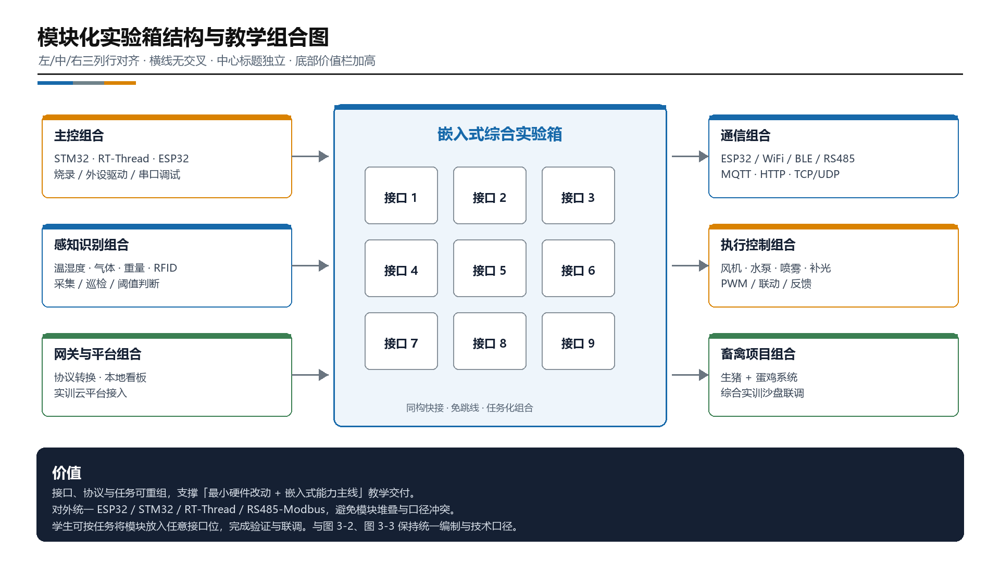 模块化实验箱结构与教学组合图
左/中/右三列行对齐 · 横线无交叉 · 中心标题独立 · 底部价值栏加高
主控组合
STM32 · RT-Thread · ESP32
烧录 / 外设驱动 / 串口调试
感知识别组合
温湿度 · 气体 · 重量 · RFID
采集 / 巡检 / 阈值判断
网关与平台组合
协议转换 · 本地看板
实训云平台接入
嵌入式综合实验箱
接口 1
接口 2
接口 3
接口 4
接口 5
接口 6
接口 7
接口 8
接口 9
同构快接 · 免跳线 · 任务化组合
通信组合
ESP32 / WiFi / BLE / RS485
MQTT · HTTP · TCP/UDP
执行控制组合
风机 · 水泵 · 喷雾 · 补光
PWM / 联动 / 反馈
畜禽项目组合
生猪 + 蛋鸡系统
综合实训沙盘联调
价值
接口、协议与任务可重组，支撑「最小硬件改动 + 嵌入式能力主线」教学交付。
对外统一 ESP32 / STM32 / RT-Thread / RS485-Modbus，避免模块堆叠与口径冲突。
学生可按任务将模块放入任意接口位，完成验证与联调。与图 3-2、图 3-3 保持统一编制与技术口径。